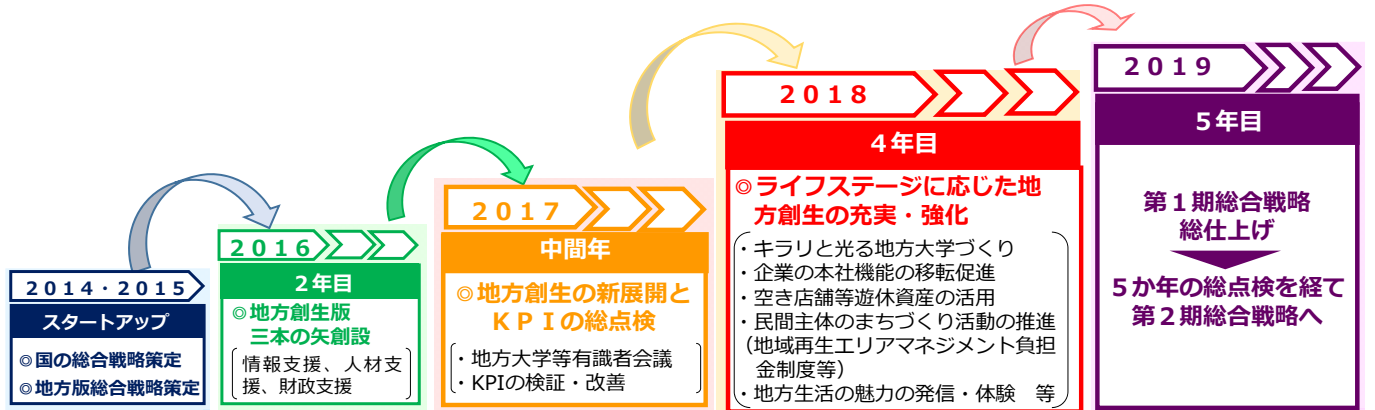 ２０１４・２０１５
スタートアップ
◎国の総合戦略策定
◎地方版総合戦略策定
２０１６
２年目
◎地方創生版
三本の矢創設
情報支援、人材支
援、財政支援
２０１７
中間年
◎地方創生の新展開と
ＫＰＩの総点検
・地方大学等有識者会議
・KPIの検証・改善
２０１８
４年目
◎ライフステージに応じた地
方創生の充実・強化
・キラリと光る地方大学づくり
・企業の本社機能の移転促進
・空き店舗等遊休資産の活用
・民間主体のまちづくり活動の推進
（地域再生エリアマネジメント負担
金制度等）
・地方生活の魅力の発信・体験　等
２０１９
５年目
第１期総合戦略
総仕上げ
５か年の総点検を経て
第２期総合戦略へ